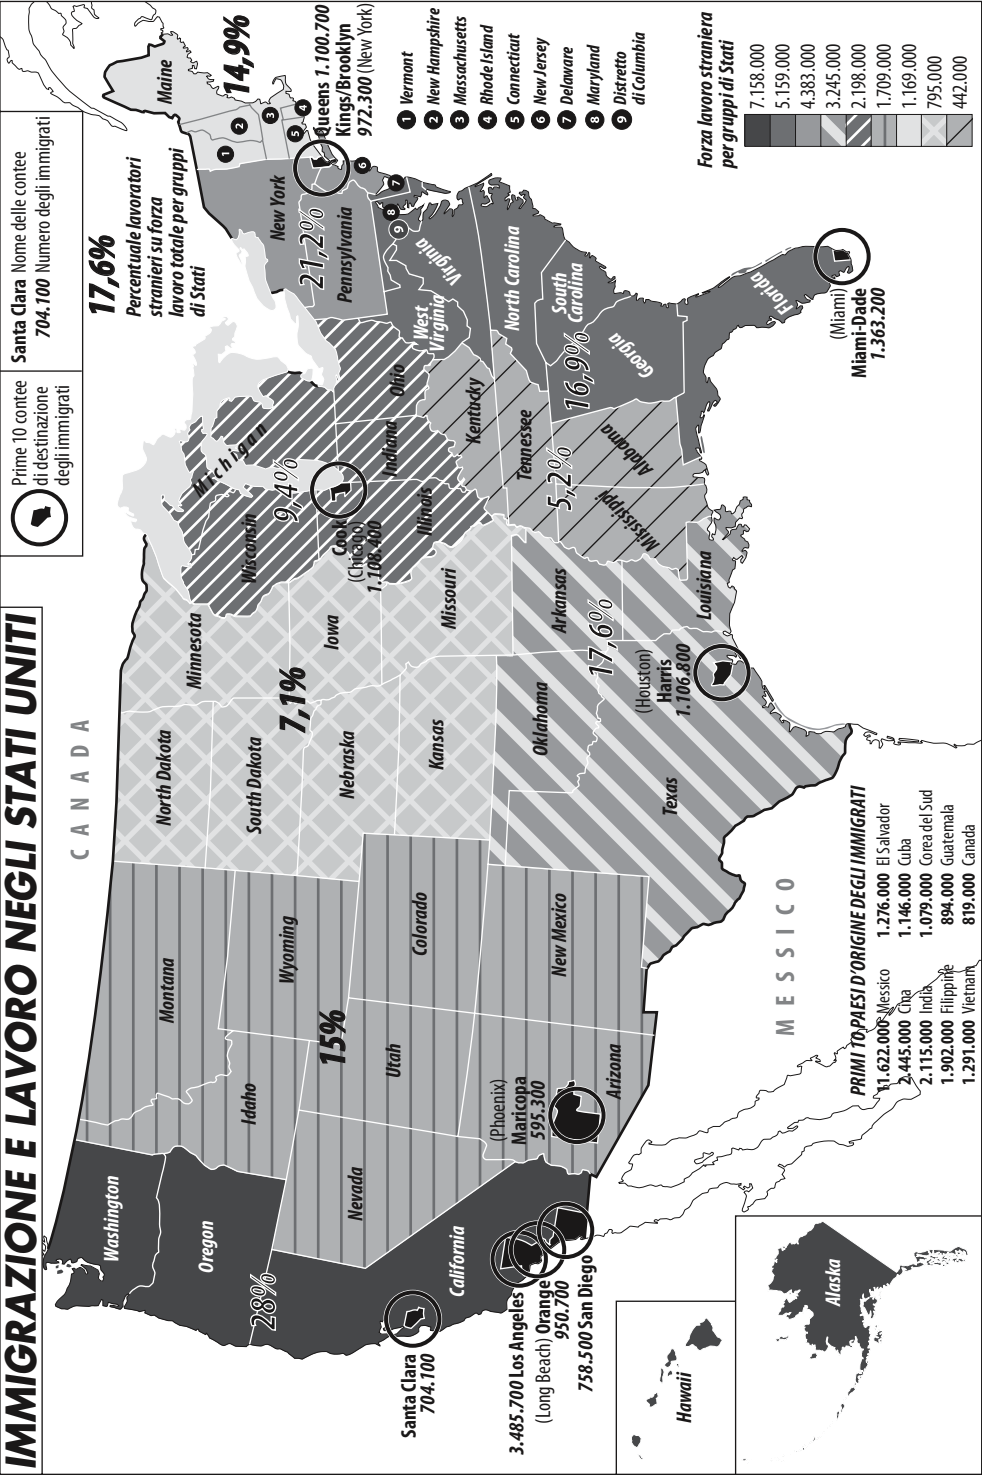 IMMIGRAZIONE E LAVORO NEGLI STATI UNITI
Prime 10 contee
di destinazione
degli immigrati
Santa Clara Nome delle contee
704.100 Numero degli immigrati
17,6%
Percentuale lavoratori
stranieri su forza
lavoro totale per gruppi
di Stati
CANADA
Washington
Oregon
28%
California
Nevada
Idaho
Montana
Wyoming
15%
Utah
Colorado
Arizona
New Mexico
North Dakota
South Dakota
Nebraska
Kansas
Minnesota
Iowa
Missouri
7,1%
Oklahoma
Texas
Arkansas
Louisiana
17,6%
Wisconsin
Michigan
Illinois
Indiana
Ohio
9,4%
Kentucky
Tennessee
Mississippi
Alabama
5,2%
West
Virginia
Virginia
North Carolina
South
Carolina
Georgia
Florida
16,9%
New York
Pennsylvania
21,2%
Maine
14,9%
1
2
3
4
5
6
7
8
9
Santa Clara
704.100
3.485.700 Los Angeles
(Long Beach) Orange
950.700
758.500 San Diego
(Phoenix)
Maricopa
595.300
(Houston)
Harris
1.106.800
Cook
(Chicago)
1.108.400
Queens 1.100.700
Kings/Brooklyn
972.300 (New York)
(Miami)
Miami-Dade
1.363.200
1 Vermont
2 New Hampshire
3 Massachusetts
4 Rhode Island
5 Connecticut
6 New Jersey
7 Delaware
8 Maryland
9 Distretto
di Columbia
Forza lavoro straniera
per gruppi di Stati
7.158.000
5.159.000
4.383.000
3.245.000
2.198.000
1.709.000
1.169.000
795.000
442.000
MESSICO
PRIMI 10 PAESI D'ORIGINE DEGLI IMMIGRATI
11.622.000 Messico
2.445.000 Cina
2.115.000 India
1.902.000 Filippine
1.291.000 Vietnam
1.276.000 El Salvador
1.146.000 Cuba
1.079.000 Corea del Sud
894.000 Guatemala
819.000 Canada
Hawaii
Alaska